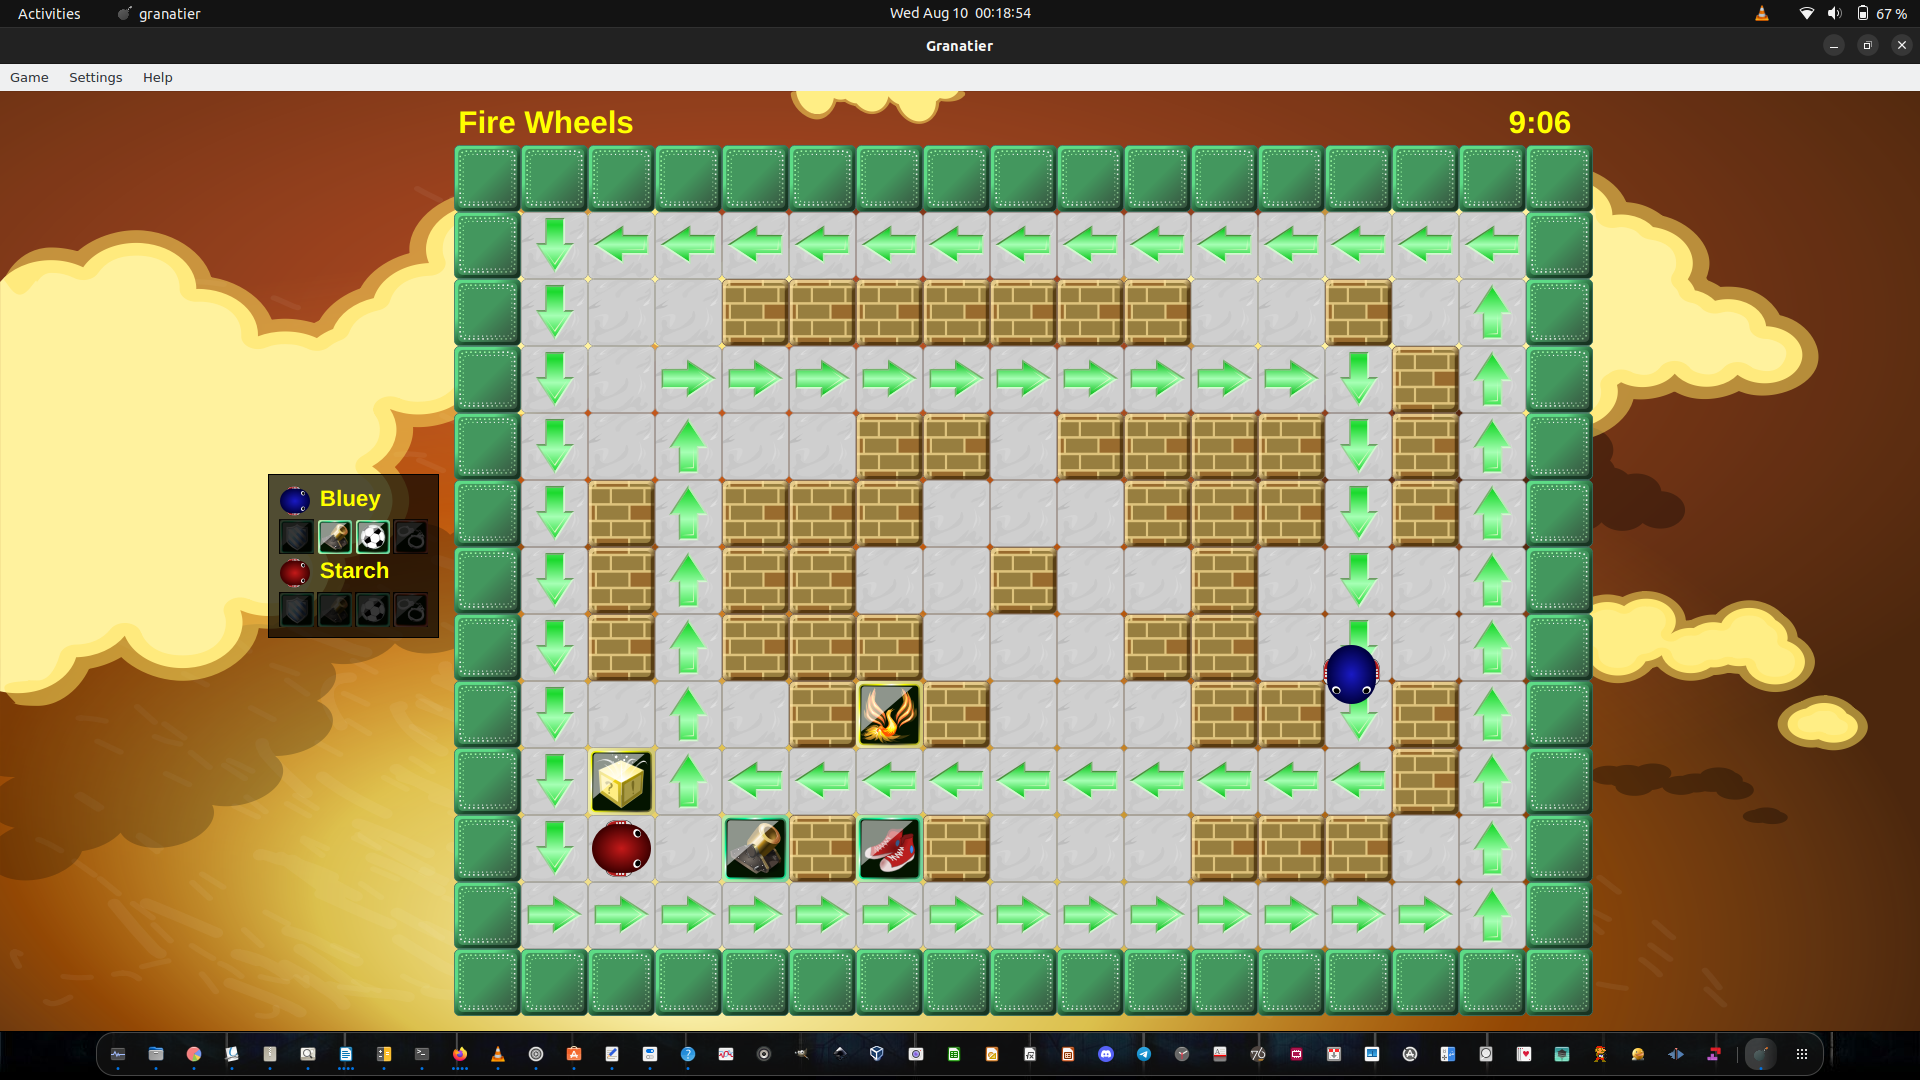 Activities
granatier
Wed Aug 10 00:18:54
67 %
Granatier
Game Settings Help
Fire Wheels
9:06
Bluey
Starch